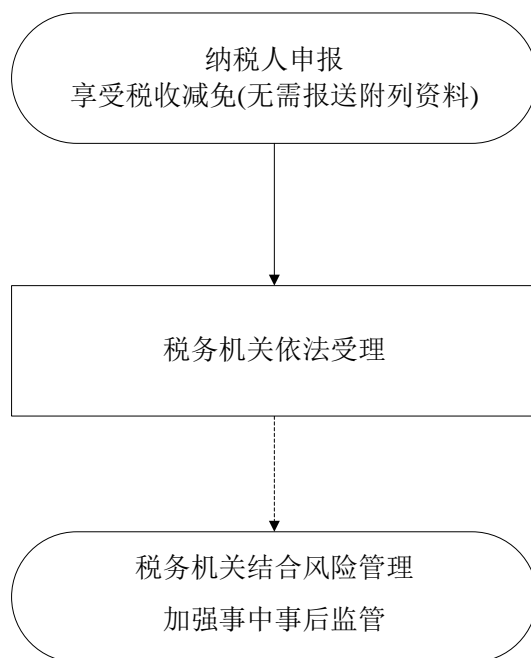 纳税人申报
享受税收减免(无需报送附列资料)
税务机关依法受理
税务机关结合风险管理
加强事中事后监管